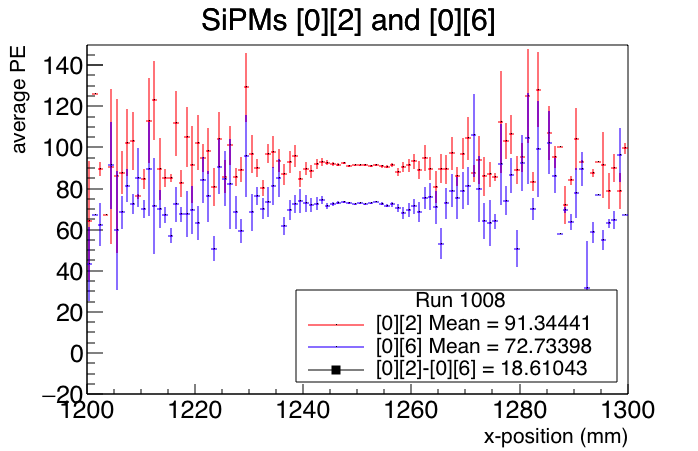 SiPMs [0][2] and [0][6]
average PE
140
120
100
80
60
40
20
0
−20
Run 1008
[0][2] Mean = 91.34441
[0][6] Mean = 72.73398
[0][2]-[0][6] = 18.61043
1200 1220 1240 1260 1280 1300
x-position (mm)